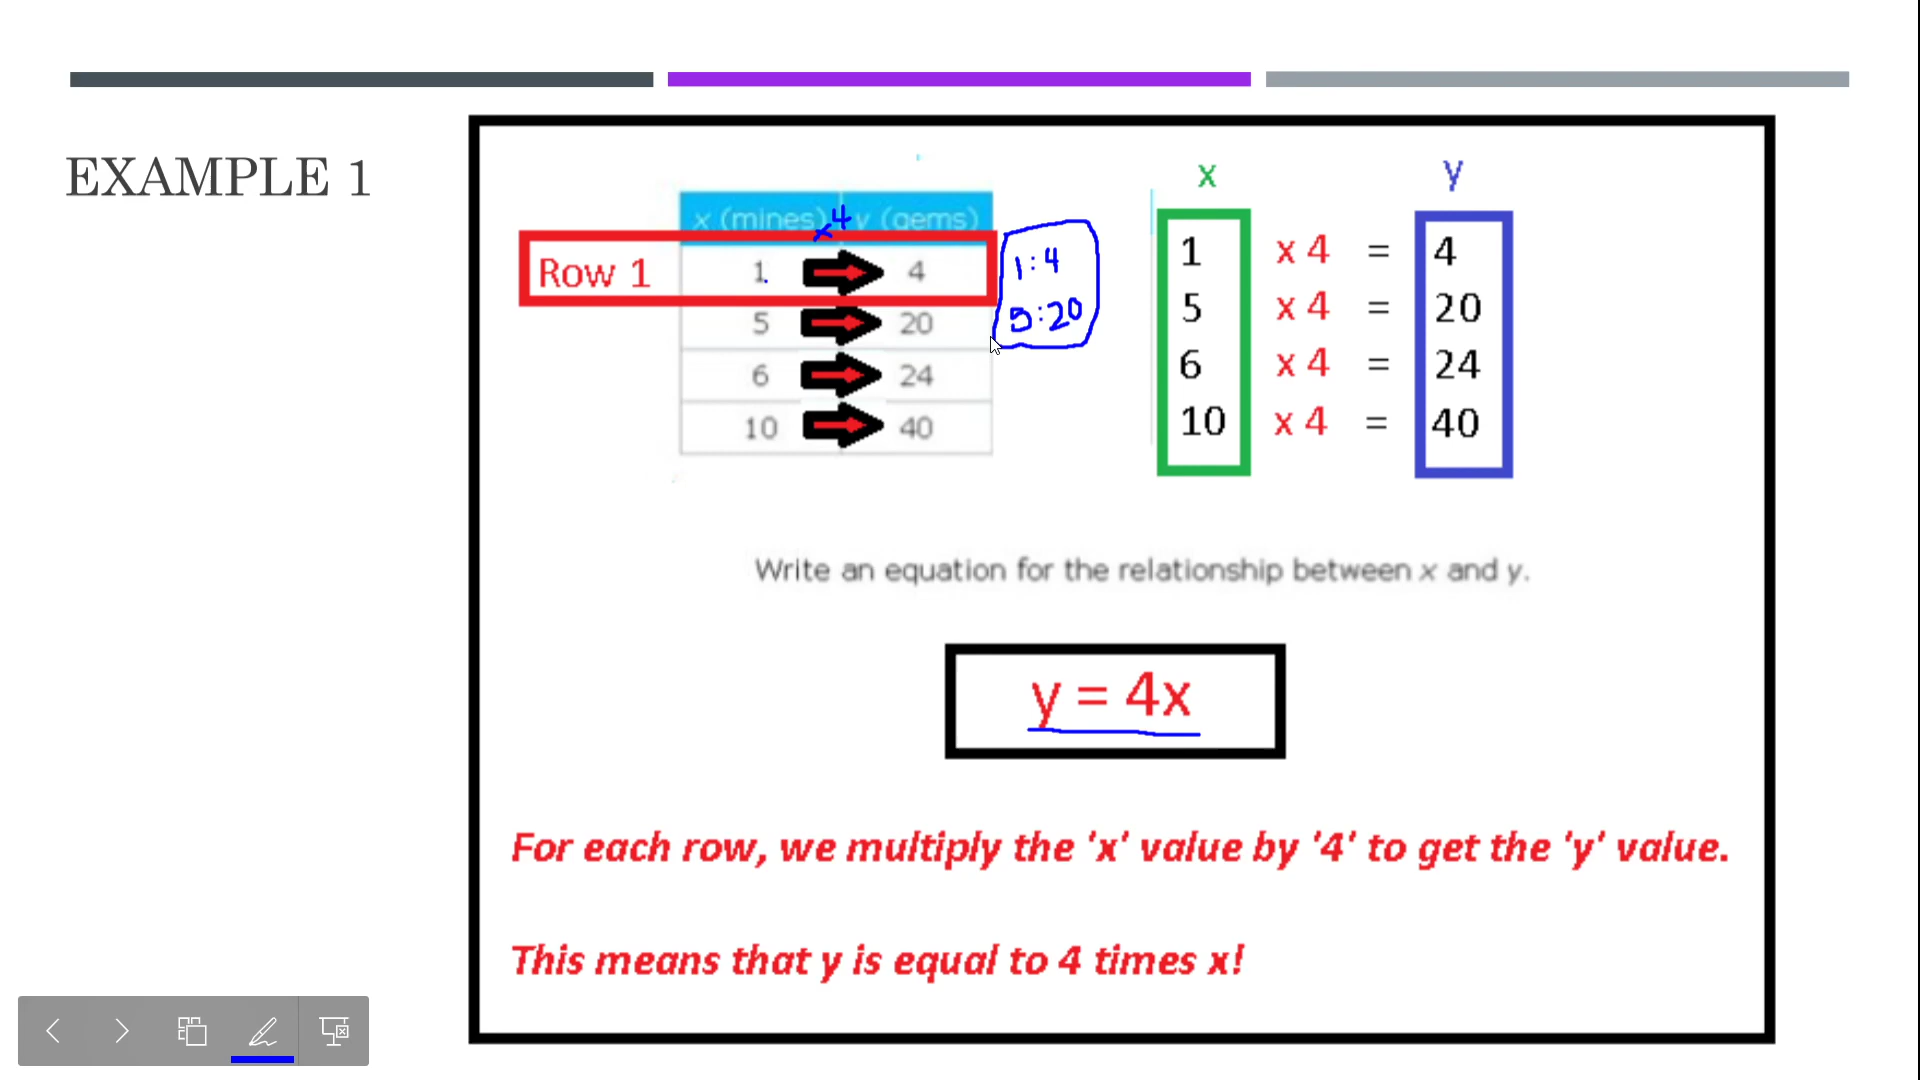 EXAMPLE 1
x (mines) y (gems)
x 4
Row 1 1 4
5 20
6 24
10 40
1:4
5:20
x y
1 x 4 = 4
5 x 4 = 20
6 x 4 = 24
10 x 4 = 40
Write an equation for the relationship between x and y.
y = 4x
For each row, we multiply the 'x' value by '4' to get the 'y' value.
This means that y is equal to 4 times x!